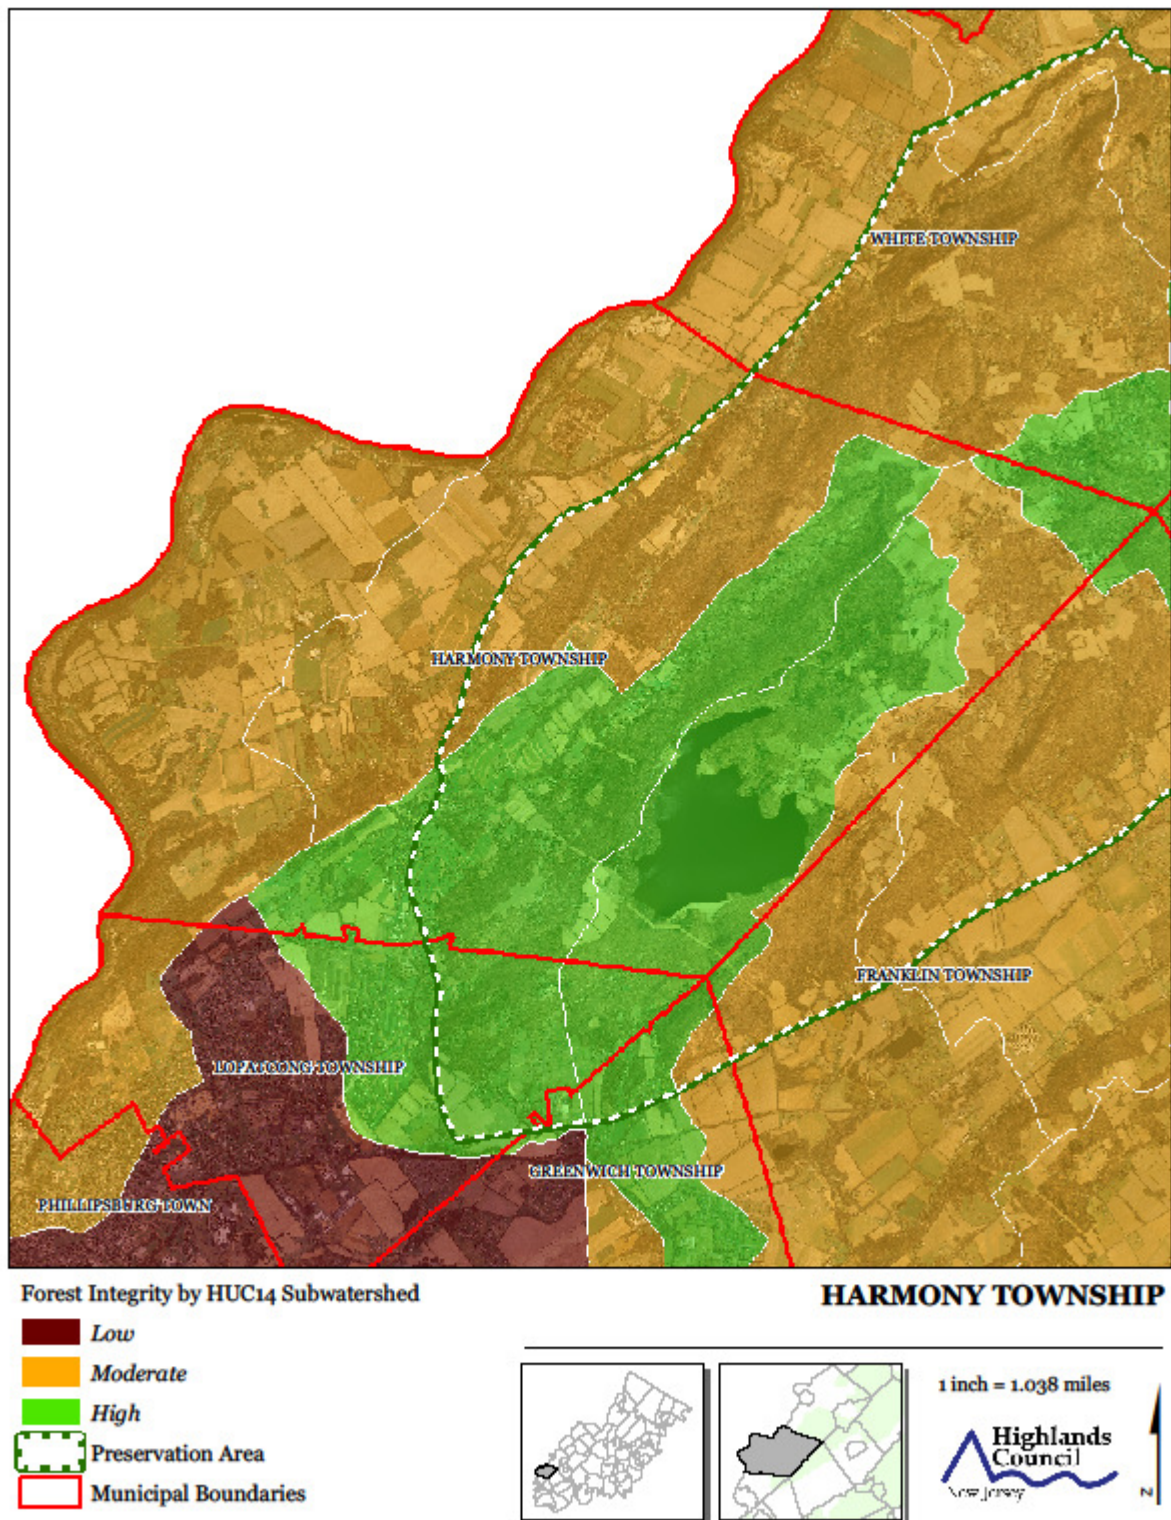 WHITE TOWNSHIP
HARMONY TOWNSHIP
FRANKLIN TOWNSHIP
LOPATCONG TOWNSHIP
GREENWICH TOWNSHIP
PHILLIPSBURG TOWN
Forest Integrity by HUC14 Subwatershed
Low
Moderate
High
Preservation Area
Municipal Boundaries
HARMONY TOWNSHIP
1 inch = 1.038 miles
Highlands
Council
New Jersey
N